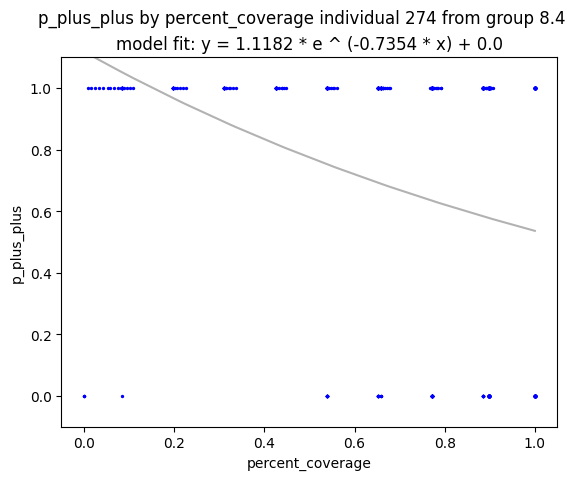 p_plus_plus by percent_coverage individual 274 from group 8.4
model fit: y = 1.1182 * e ^ (-0.7354 * x) + 0.0
p_plus_plus
1.0
0.8
0.6
0.4
0.2
0.0
0.0 0.2 0.4 0.6 0.8 1.0
percent_coverage